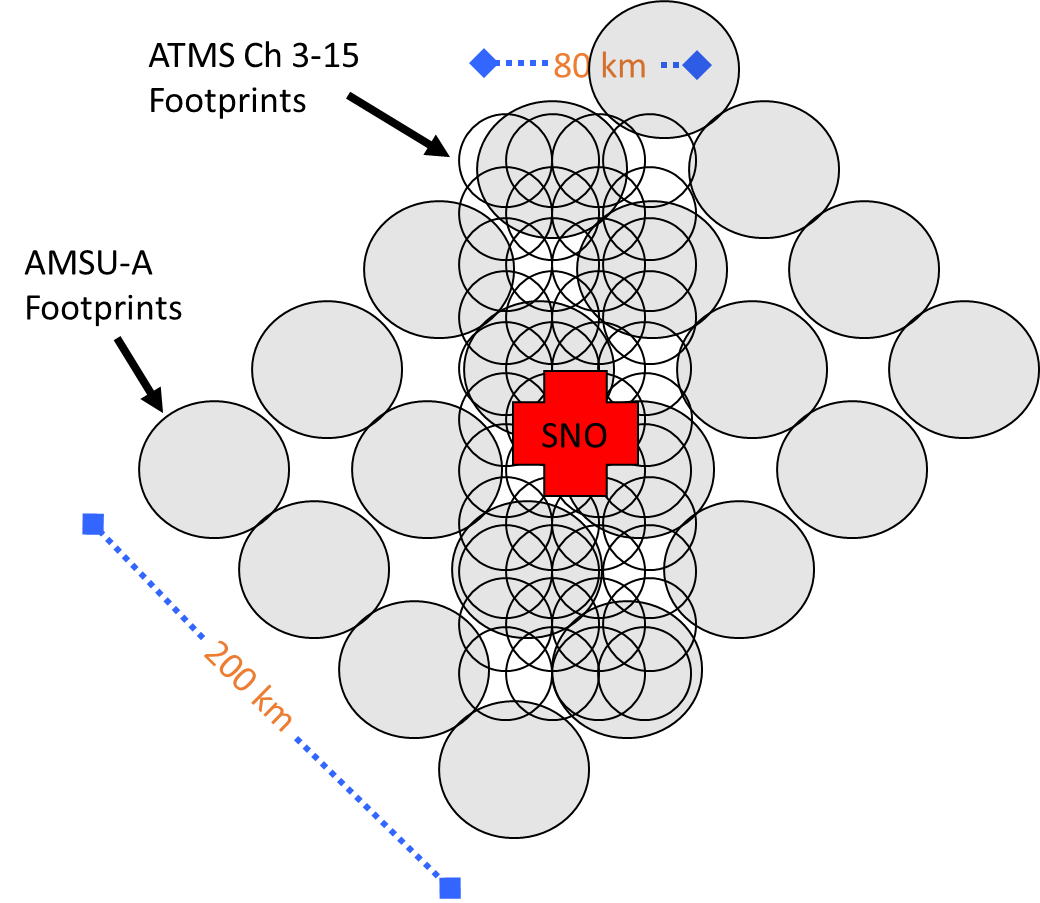 ATMS Ch 3-15
Footprints
80 km
AMSU-A
Footprints
SNO
200 km